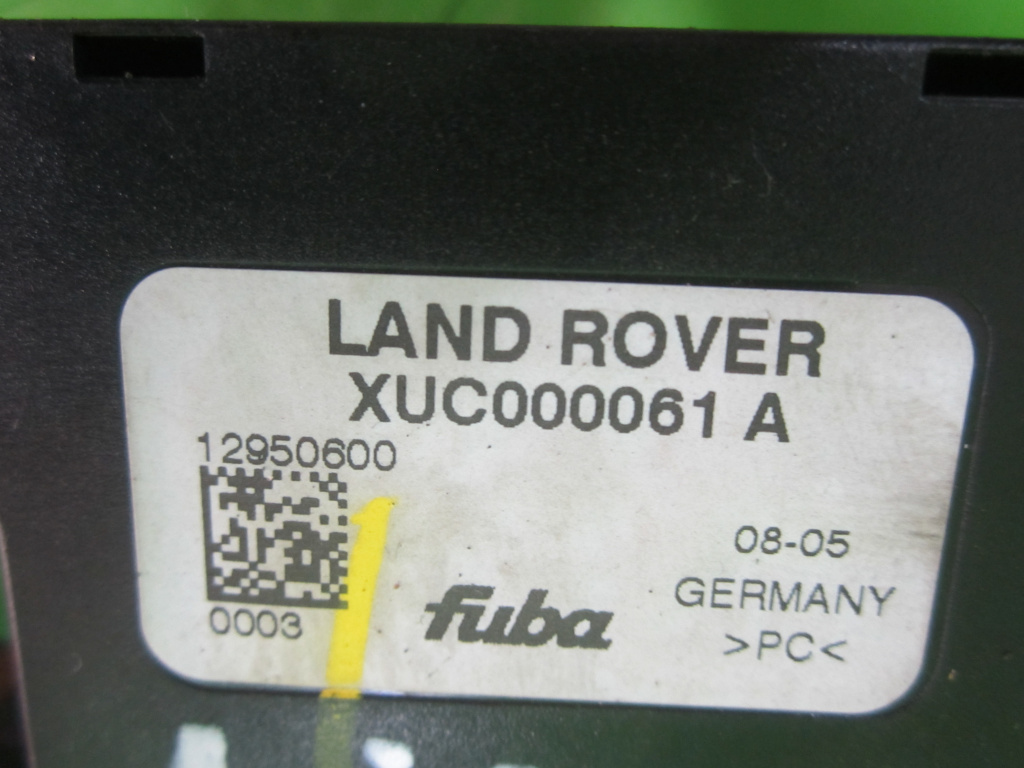 LAND ROVER
XUC000061 A
12950600
0003
fuba
08-05
GERMANY
>PC<